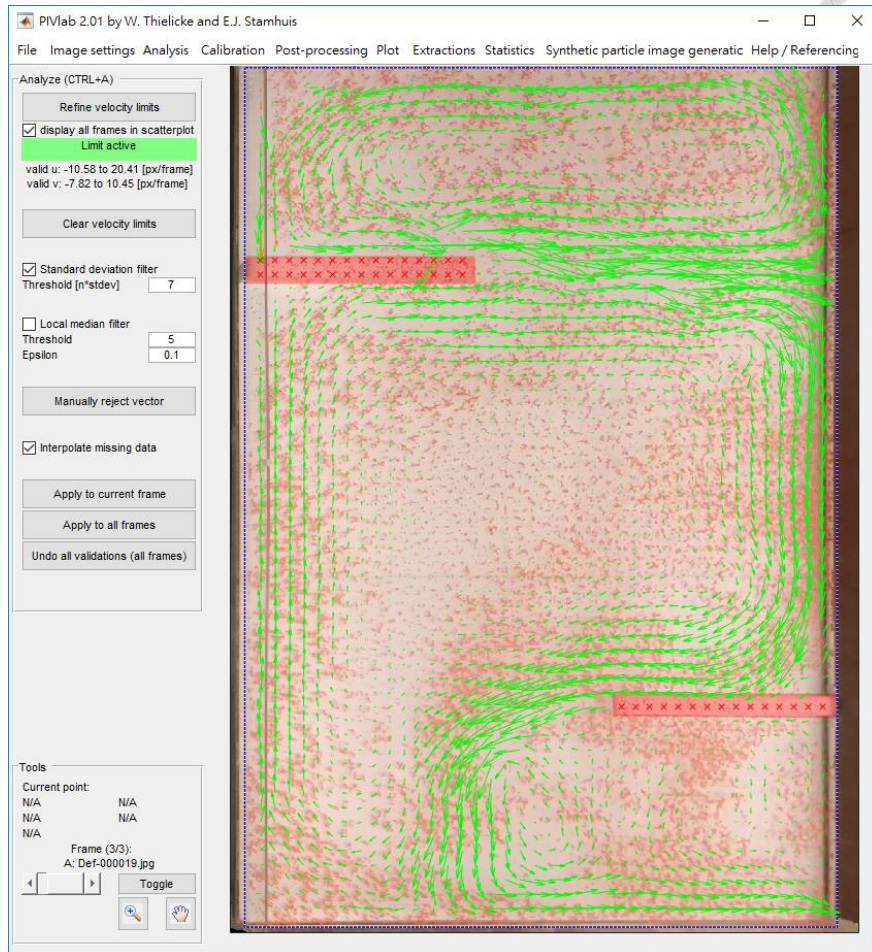 PIVlab 2.01 by W. Thielicke and E.J. Stamhuis
File Image settings Analysis Calibration Post-processing Plot Extractions Statistics Synthetic particle image generatic Help / Referencing
Analyze (CTRL+A)
Refine velocity limits
display all frames in scatterplot
Limit active
valid u: -10.58 to 20.41 [px/frame]
valid v: -7.82 to 10.45 [px/frame]
Clear velocity limits
Standard deviation filter
Threshold [n*stdev] 7
Local median filter
Threshold 5
Epsilon 0.1
Manually reject vector
Interpolate missing data
Apply to current frame
Apply to all frames
Undo all validations (all frames)
Tools
Current point:
N/A N/A
N/A N/A
N/A
Frame (3/3):
A: Def-000019.jpg
Toggle